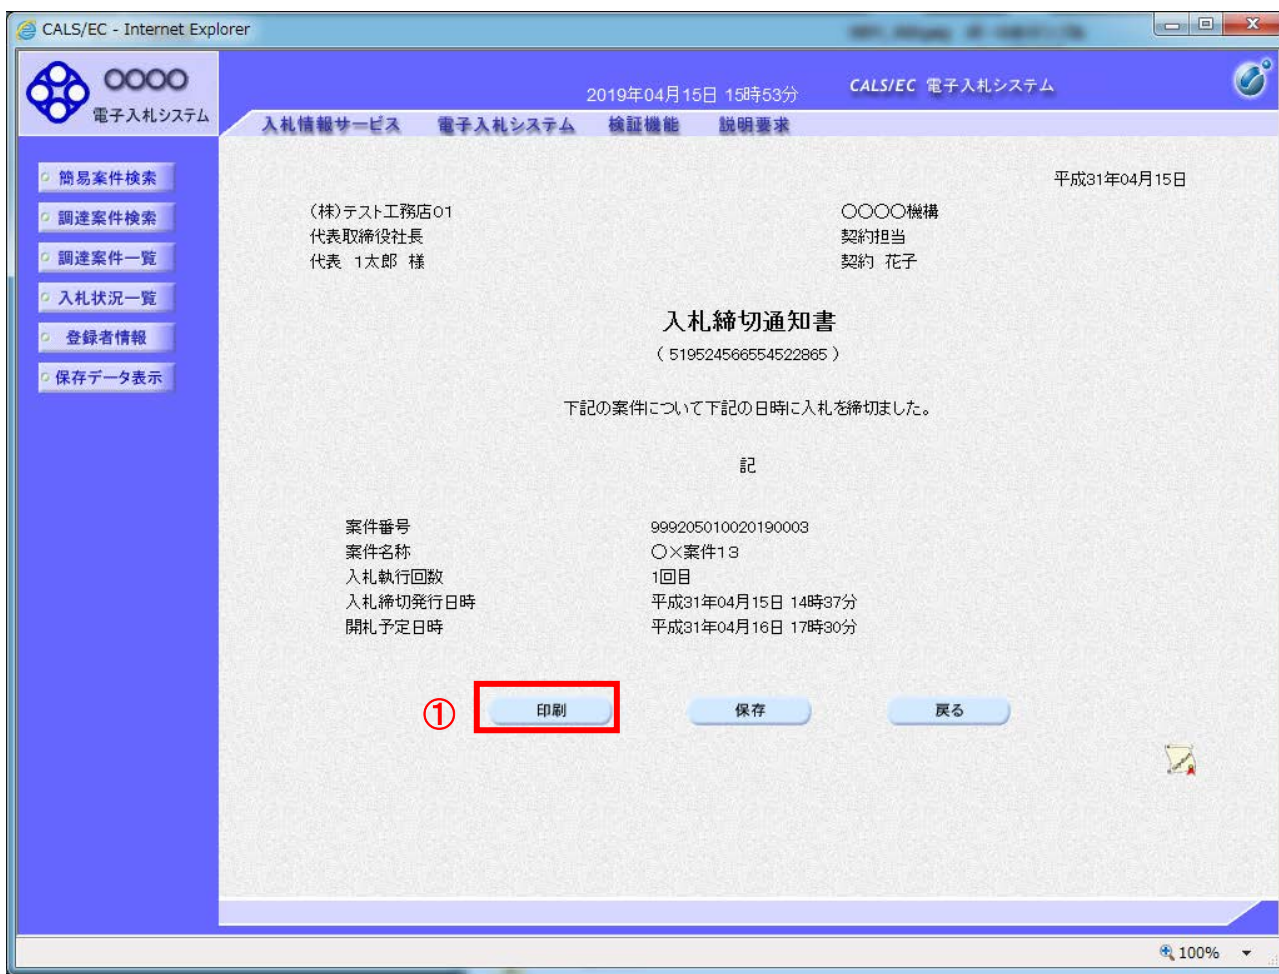 CALS/EC - Internet Explorer
OOOO
電子入札システム
2019年04月15日 15時53分
CALS/EC 電子入札システム
入札情報サービス 電子入札システム 検証機能 説明要求
簡易案件検索
調達案件検索
調達案件一覧
入札状況一覧
登録者情報
保存データ表示
平成31年04月15日
(株)テスト工務店01
代表取締役社長
代表 1太郎 様
〇〇〇〇機構
契約担当
契約 花子
入札締切通知書
( 519524566554522865 )
下記の案件について下記の日時に入札を締切ました。
記
案件番号 999205010020190003
案件名称 〇×案件13
入札執行回数 1回目
入札締切発行日時 平成31年04月15日 14時37分
開札予定日時 平成31年04月16日 17時30分
① 印刷 保存 戻る
100%